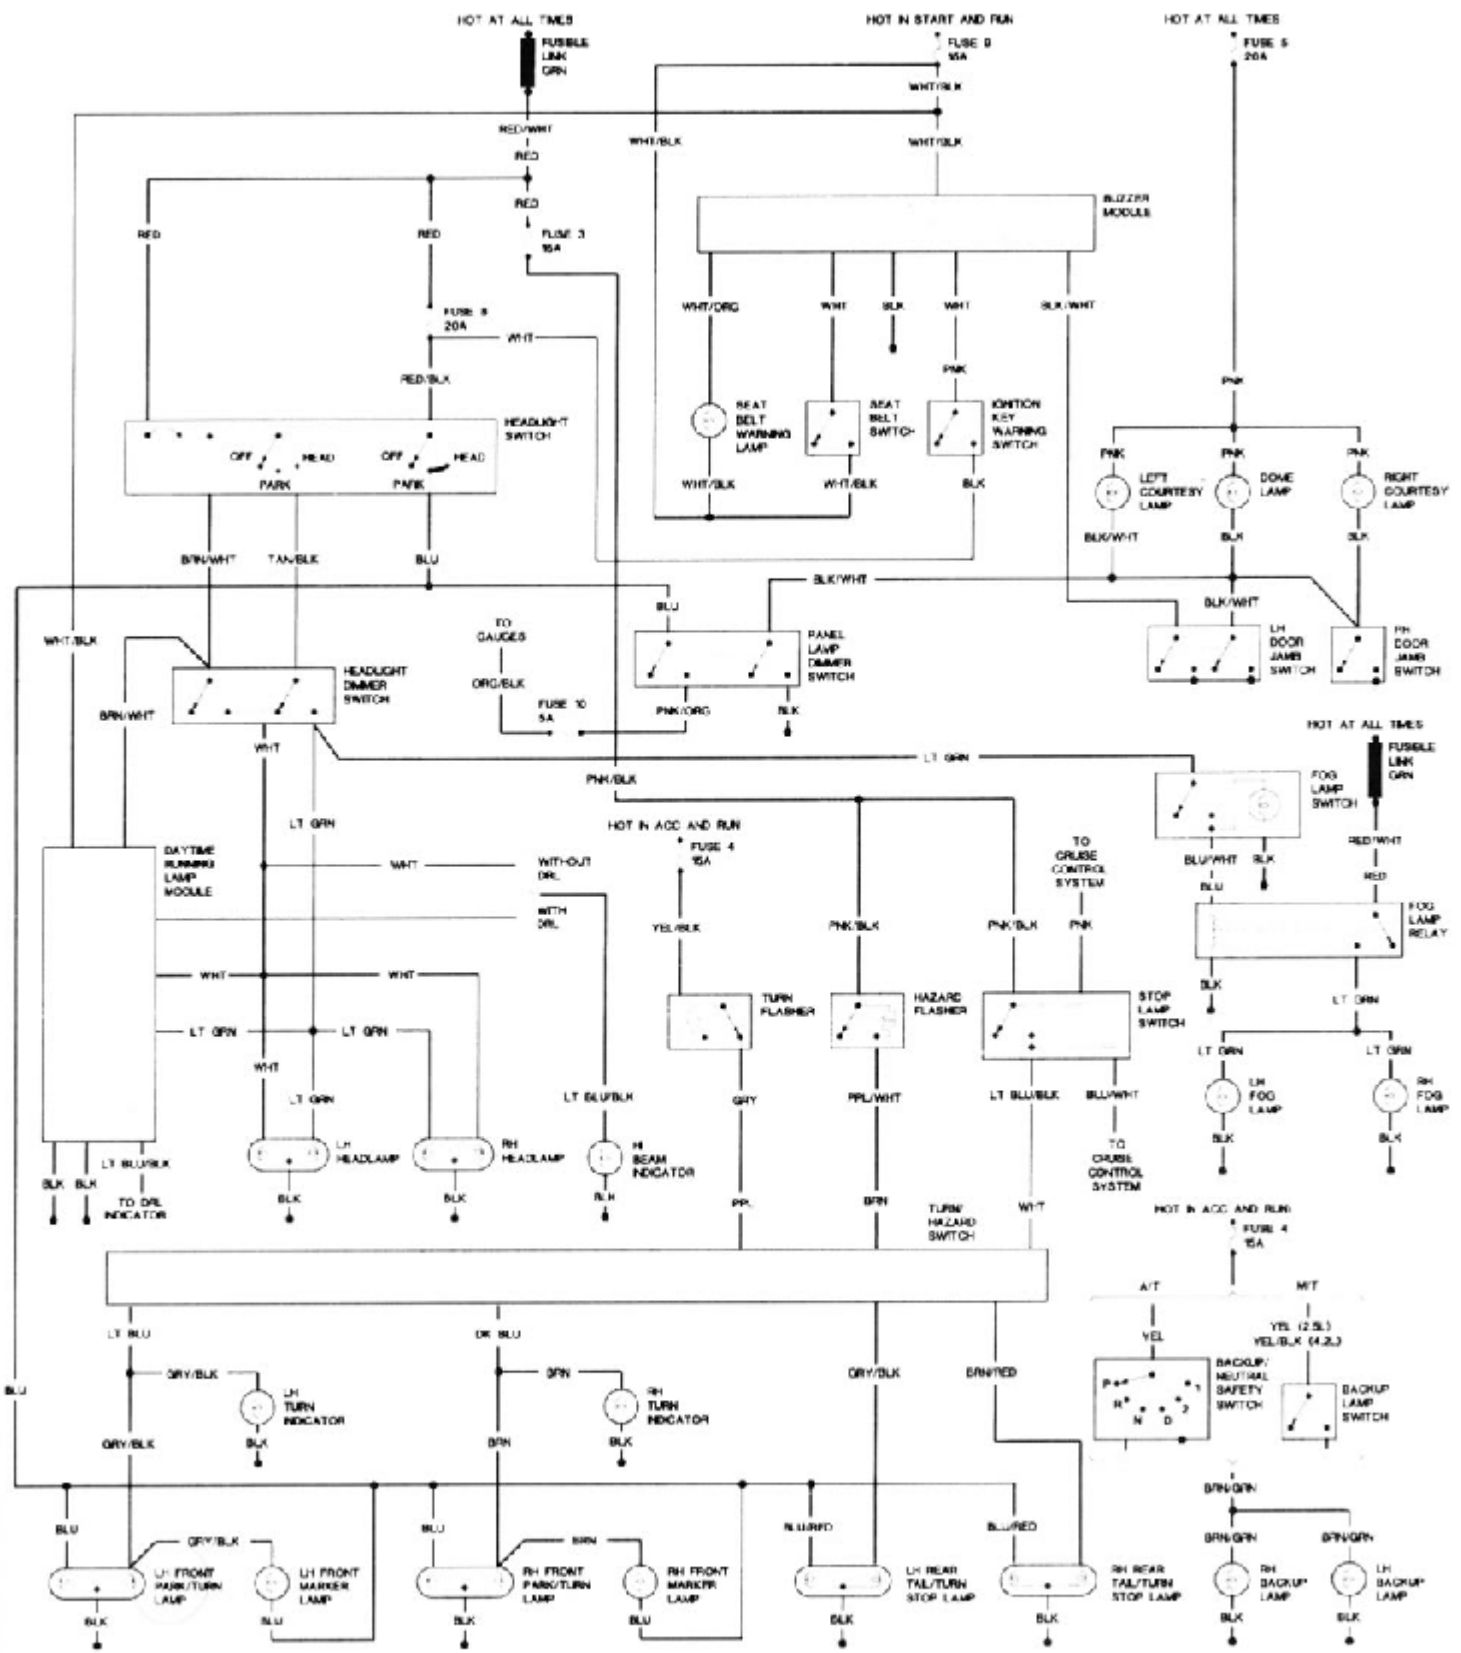 HOT AT ALL TIMES
HOT IN START AND RUN
HOT AT ALL TIMES
FUSIBLE
LINK
GRN
FUSE 9
15A
FUSE 5
20A
WHT/BLK
RED/WHT
RED
WHT/BLK
WHT/BLK
RED
BUZZER
MODULE
RED
RED
FUSE 3
15A
WHT/ORG
WHT
BLK
WHT
BLK/WHT
FUSE 8
20A
WHT
RED/BLK
PNK
PNK
HEADLIGHT
SWITCH
OFF
HEAD
PARK
OFF
HEAD
PARK
SEAT
BELT
WARNING
LAMP
SEAT
BELT
SWITCH
IGNITION
KEY
WARNING
SWITCH
PNK
PNK
PNK
LEFT
COURTESY
LAMP
DOME
LAMP
RIGHT
COURTESY
LAMP
WHT/BLK
WHT/BLK
BLK
BLK/WHT
BLK
BLK
BRN/WHT
TAN/BLK
BLU
BLK/WHT
BLU
BLK/WHT
WHT/BLK
TO
GAUGES
PANEL
LAMP
DIMMER
SWITCH
LH
DOOR
JAMB
SWITCH
RH
DOOR
JAMB
SWITCH
HEADLIGHT
DIMMER
SWITCH
ORG/BLK
FUSE 10
5A
PNK/ORG
BLK
BRN/WHT
WHT
HOT AT ALL TIMES
FUSIBLE
LINK
GRN
LT GRN
PNK/BLK
FOG
LAMP
SWITCH
LT GRN
HOT IN ACC AND RUN
FUSE 4
15A
TO
CRUISE
CONTROL
SYSTEM
RED/WHT
BLU/WHT
BLK
RED
BLU
DAYTIME
RUNNING
LAMP
MODULE
WHT
WITHOUT
DRL
WITH
DRL
YEL/BLK
PNK/BLK
PNK/BLK
PNK
FOG
LAMP
RELAY
WHT
WHT
BLK
LT GRN
TURN
FLASHER
HAZARD
FLASHER
STOP
LAMP
SWITCH
LT GRN
LT GRN
LT GRN
LT GRN
WHT
LT GRN
LT BLU/BLK
GRY
PPL/WHT
LT BLU/BLK
BLU/WHT
LH
FOG
LAMP
RH
FOG
LAMP
BLK
BLK
LH
HEADLAMP
RH
HEADLAMP
HI
BEAM
INDICATOR
TO
CRUISE
CONTROL
SYSTEM
BLK
BLK
LT BLU/BLK
TO DRL
INDICATOR
BLK
BLK
BLK
PPL
BRN
WHT
TURN/
HAZARD
SWITCH
HOT IN ACC AND RUN
FUSE 4
15A
A/T
M/T
LT BLU
DK BLU
YEL
YEL (2.5L)
YEL/BLK (4.2L)
GRY/BLK
BRN
GRY/BLK
BRN/RED
BLU
LH
TURN
INDICATOR
RH
TURN
INDICATOR
P
R
N
D
2
1
BACKUP/
NEUTRAL
SAFETY
SWITCH
BACKUP
LAMP
SWITCH
GRY/BLK
BLK
BRN
BLK
BRN/GRN
BLU
GRY/BLK
BLU
BRN
BLU/RED
BLU/RED
BRN/GRN
BRN/GRN
LH FRONT
PARK/TURN
LAMP
LH FRONT
MARKER
LAMP
RH FRONT
PARK/TURN
LAMP
RH FRONT
MARKER
LAMP
LH REAR
TAIL/TURN
STOP LAMP
RH REAR
TAIL/TURN
STOP LAMP
RH
BACKUP
LAMP
LH
BACKUP
LAMP
BLK
BLU
BLK
BLU
BLK
BLK
BLK
BLK